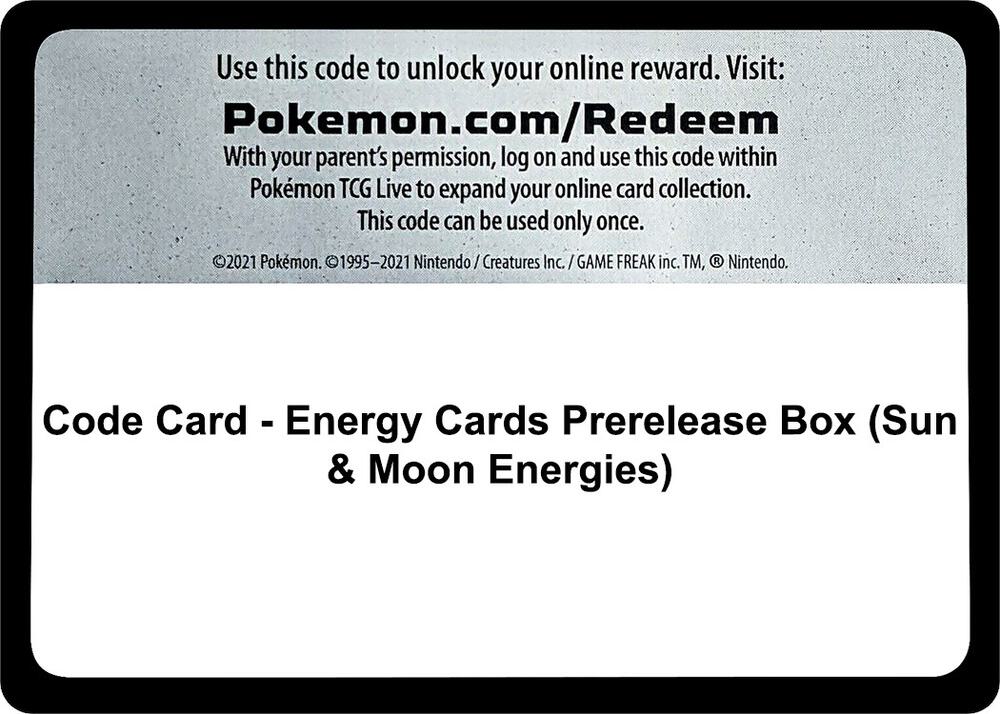 Use this code to unlock your online reward. Visit:
Pokemon.com/Redeem
With your parent's permission, log on and use this code within
Pokémon TCG Live to expand your online card collection.
This code can be used only once.
©2021 Pokémon. ©1995–2021 Nintendo / Creatures Inc. / GAME FREAK inc. TM, ® Nintendo.
Code Card - Energy Cards Prerelease Box (Sun
& Moon Energies)